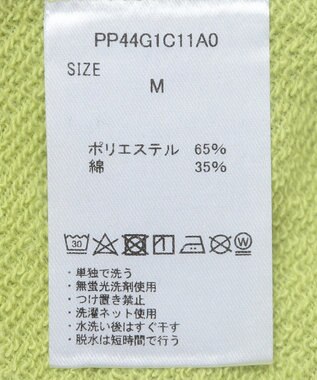 PP44G1C11A0
SIZE
M
ポリエステル 65%
綿 35%
30 W
・単独で洗う
・無蛍光洗剤使用
・つけ置き禁止
・洗濯ネット使用
・水洗い後はすぐ干す
・脱水は短時間で行う